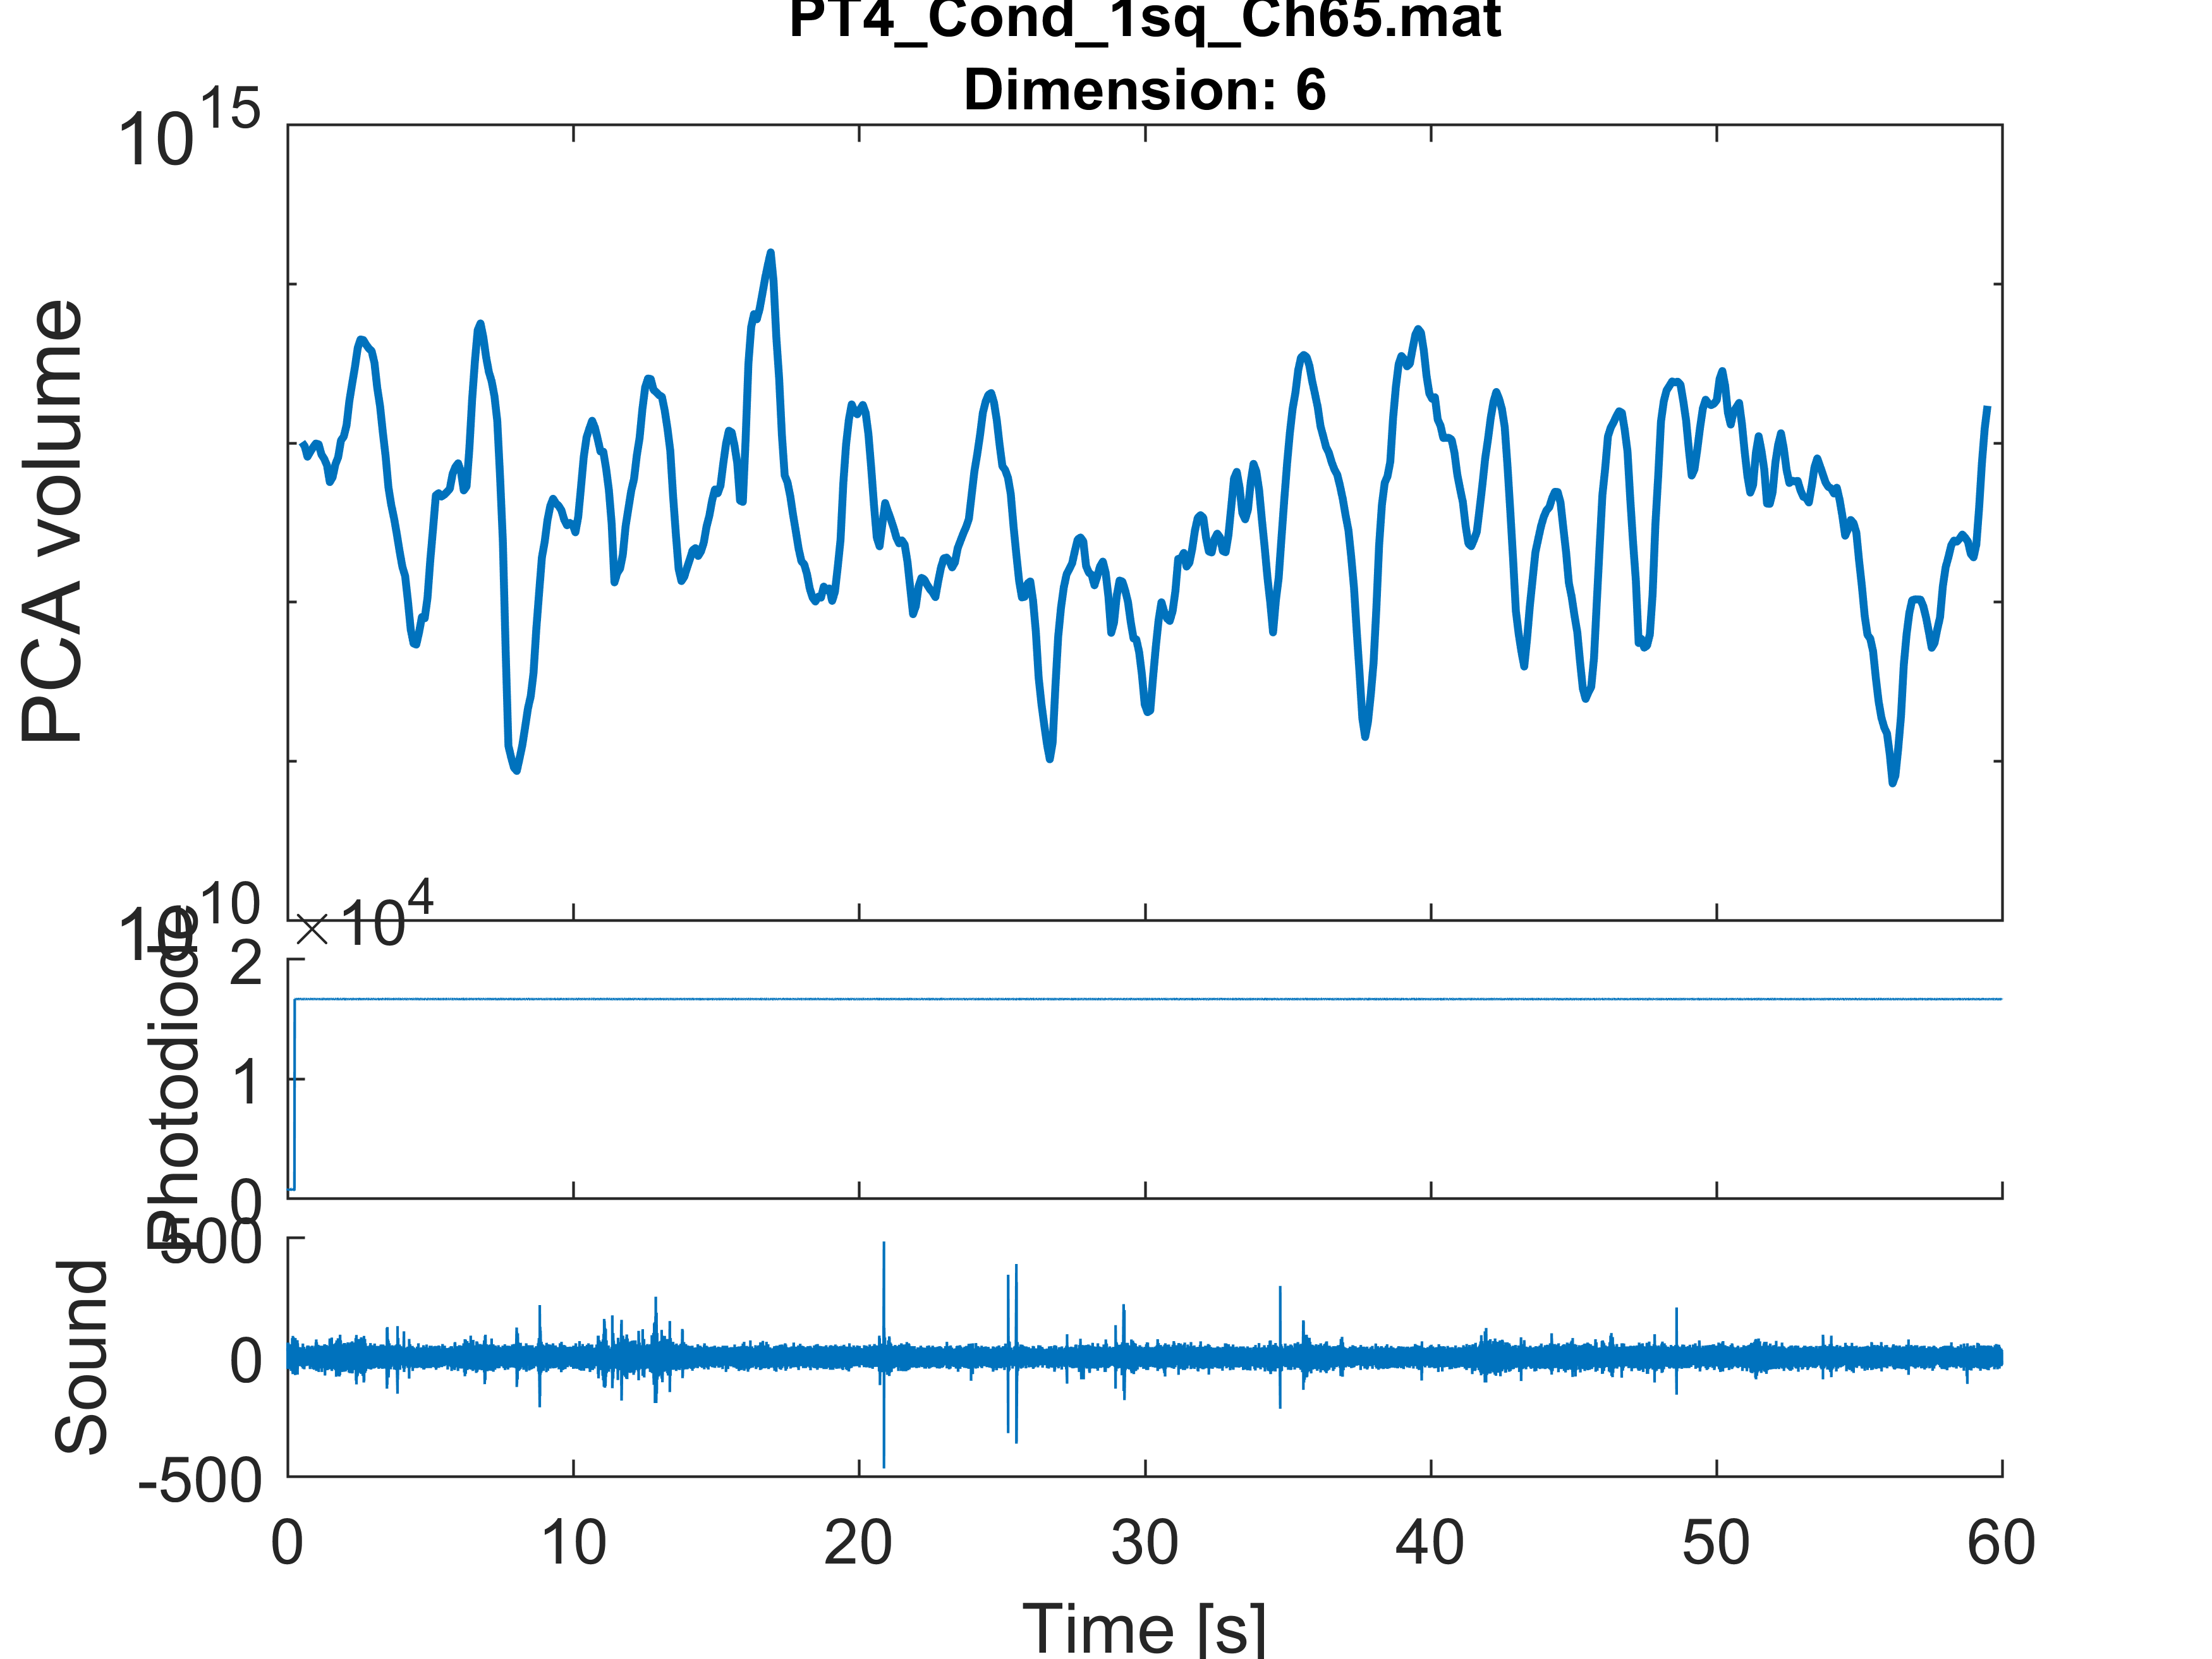 PT4_Cond_1sq_Ch65.mat
Dimension: 6
10^15
PCA volume
10^10
×10^4
2
Photodiode
1
0
500
Sound
0
-500
0 10 20 30 40 50 60
Time [s]